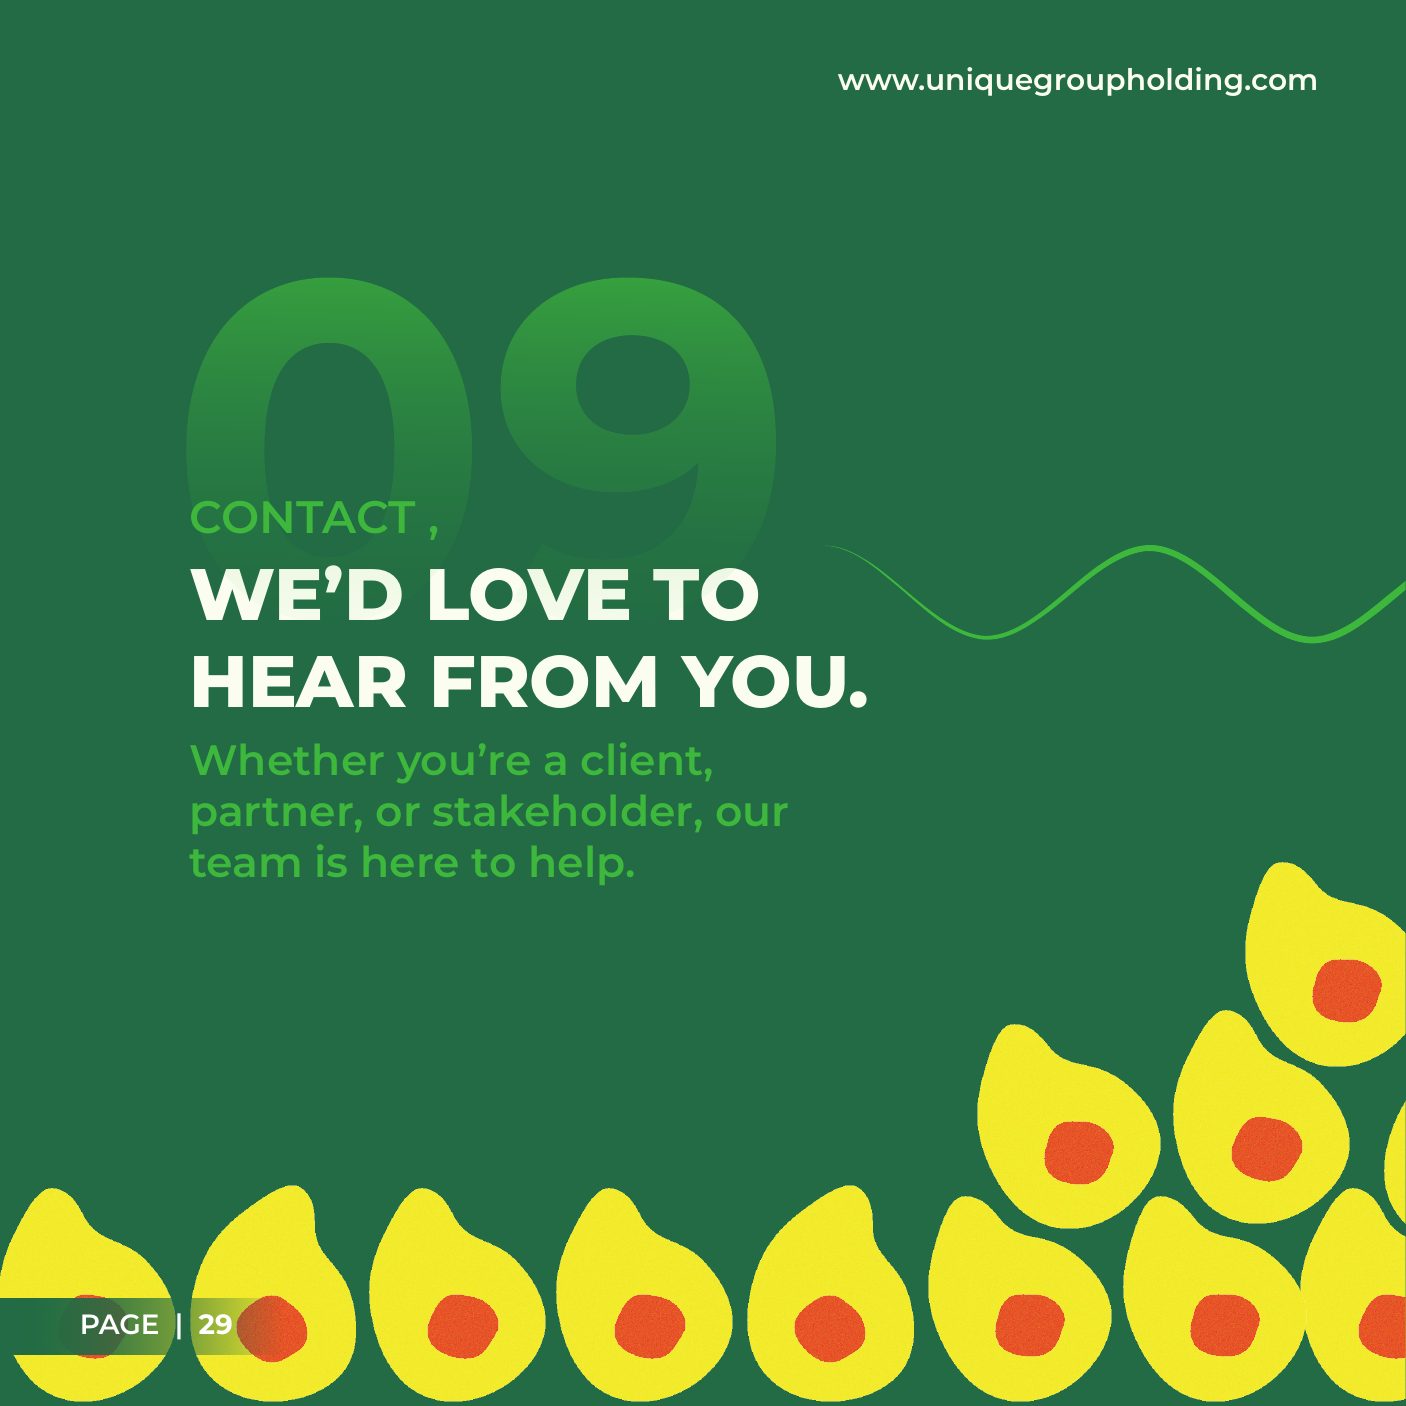 www.uniquegroupholding.com
09
CONTACT ,
WE’D LOVE TO
HEAR FROM YOU.
Whether you’re a client,
partner, or stakeholder, our
team is here to help.
PAGE | 29